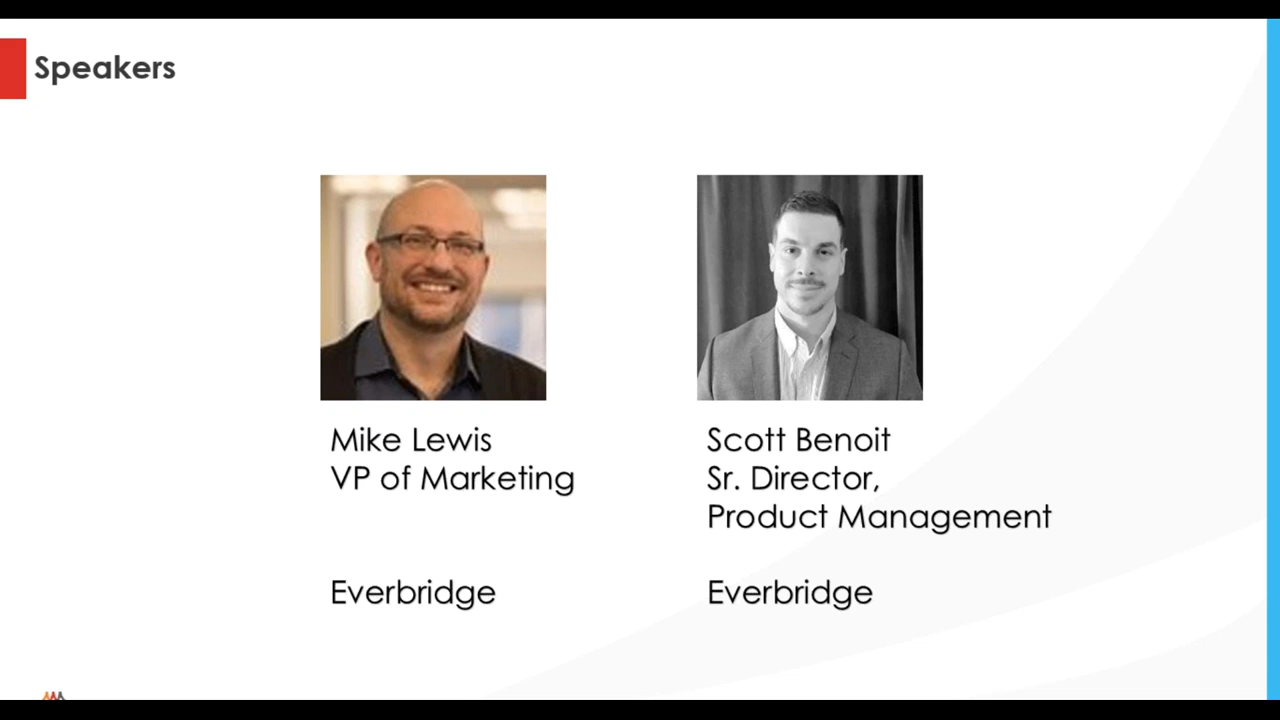 Speakers
Mike Lewis
VP of Marketing
Everbridge
Scott Benoit
Sr. Director,
Product Management
Everbridge